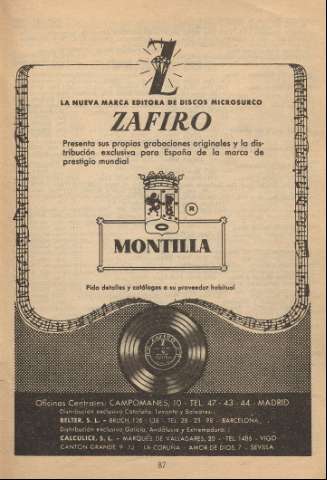 Z
LA NUEVA MARCA EDITORA DE DISCOS MICROSURCO
ZAFIRO
Presenta sus propias grabaciones originales y la dis-
tribución exclusiva para España de la marca de
prestigio mundial
®
MONTILLA
Pida detalles y catálogos a su proveedor habitual
ZAFIRO
Oficinas Centrales: CAMPOMANES, 10 - TEL. 47 - 43 - 44 - MADRID
Distribución exclusiva Cataluña, Levante y Baleares:
BELTER, S. L. - BRUCH, 126 - TEL. 28 - 25 - 98 - BARCELONA
Distribución exclusiva Galicia, Andalucía y Extremadura:
CALCULICE, S. L. - MARQUÉS DE VALLADARES, 20 - TEL. 1486 - VIGO
CANTÓN GRANDE 9 - LA CORUÑA - AMOR DE DIOS, 7 - SEVILLA
87